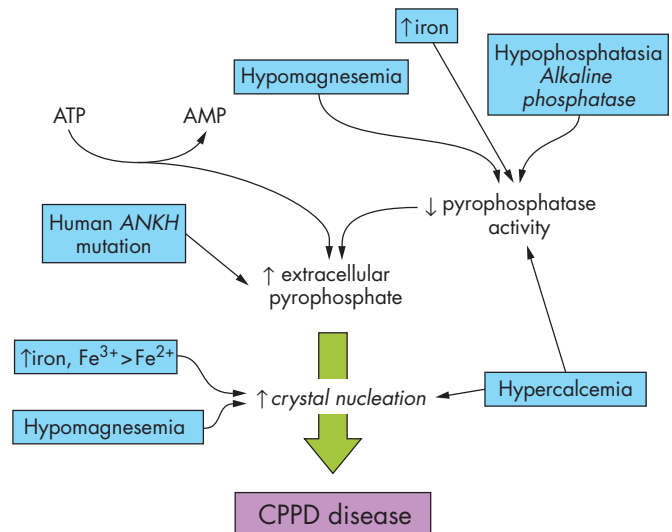 ↑iron
Hypophosphatasia
Alkaline
phosphatase
Hypomagnesemia
ATP
AMP
↓ pyrophosphatase
activity
Human ANKH
mutation
↑ extracellular
pyrophosphate
↑iron, Fe³⁺>Fe²⁺
↑ crystal nucleation
Hypercalcemia
Hypomagnesemia
CPPD disease